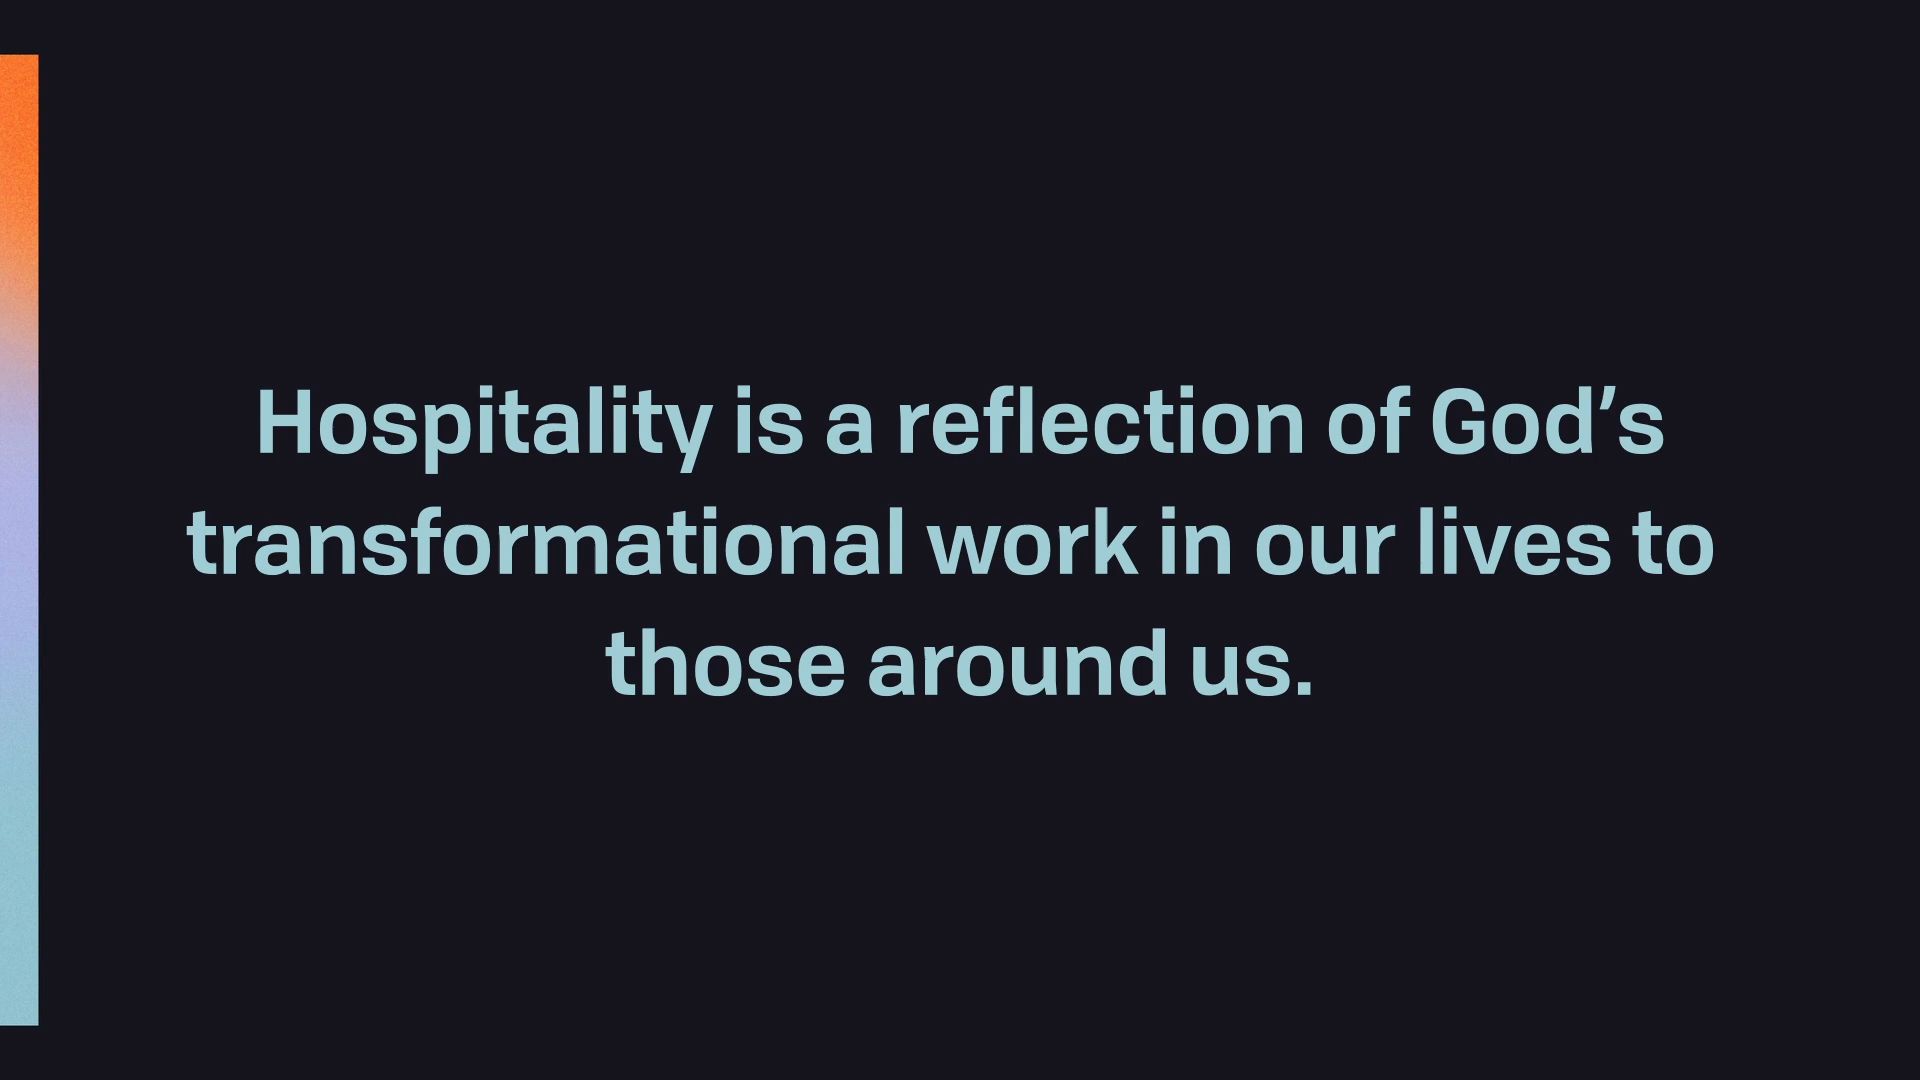 Hospitality is a reflection of God’s
transformational work in our lives to
those around us.